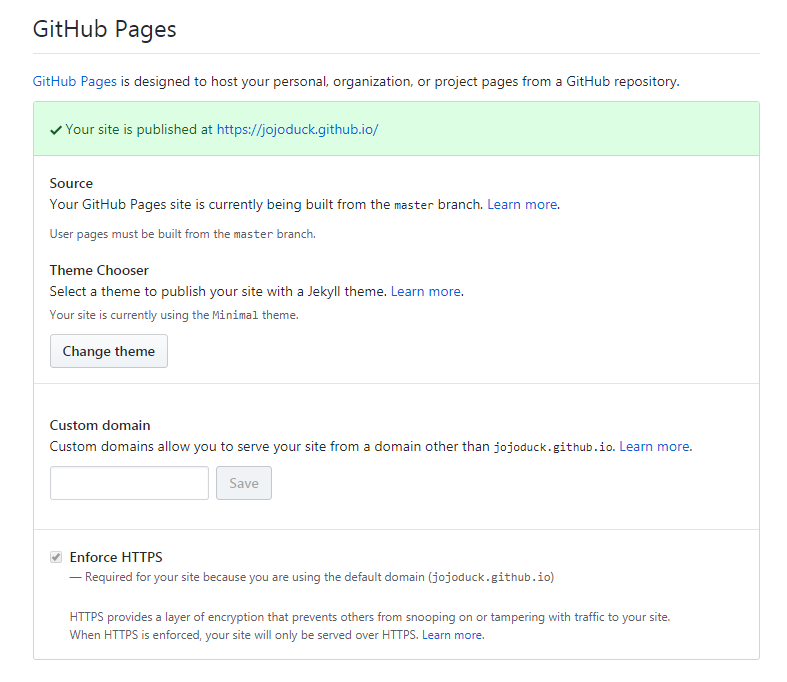 GitHub Pages
GitHub Pages is designed to host your personal, organization, or project pages from a GitHub repository.
Your site is published at https://jojoduck.github.io/
Source
Your GitHub Pages site is currently being built from the master branch. Learn more.
User pages must be built from the master branch.
Theme Chooser
Select a theme to publish your site with a Jekyll theme. Learn more.
Your site is currently using the Minimal theme.
Change theme
Custom domain
Custom domains allow you to serve your site from a domain other than jojoduck.github.io. Learn more.
Save
Enforce HTTPS
— Required for your site because you are using the default domain (jojoduck.github.io)
HTTPS provides a layer of encryption that prevents others from snooping on or tampering with traffic to your site.
When HTTPS is enforced, your site will only be served over HTTPS. Learn more.